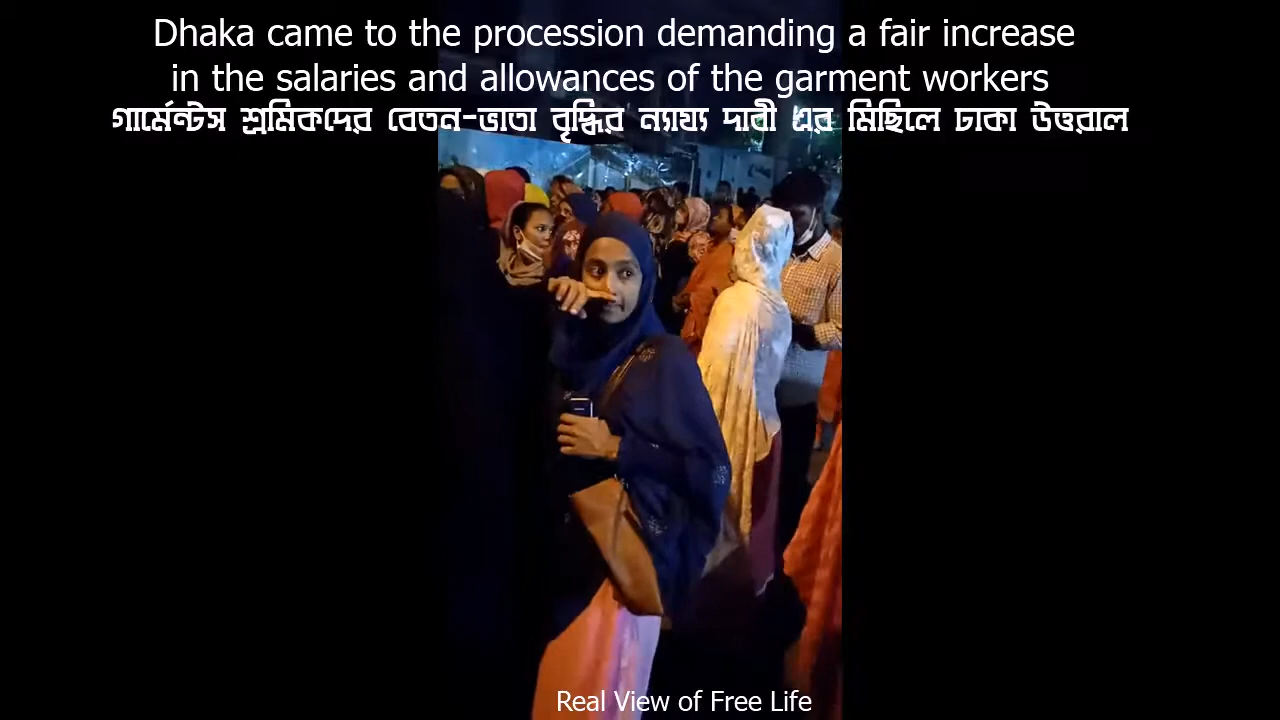 Dhaka came to the procession demanding a fair increase
in the salaries and allowances of the garment workers
গার্মেন্টস শ্রমিকদের বেতন-ভাতা বৃদ্ধির ন্যায্য দাবী এর মিছিলে ঢাকা উত্তরাল
Real View of Free Life